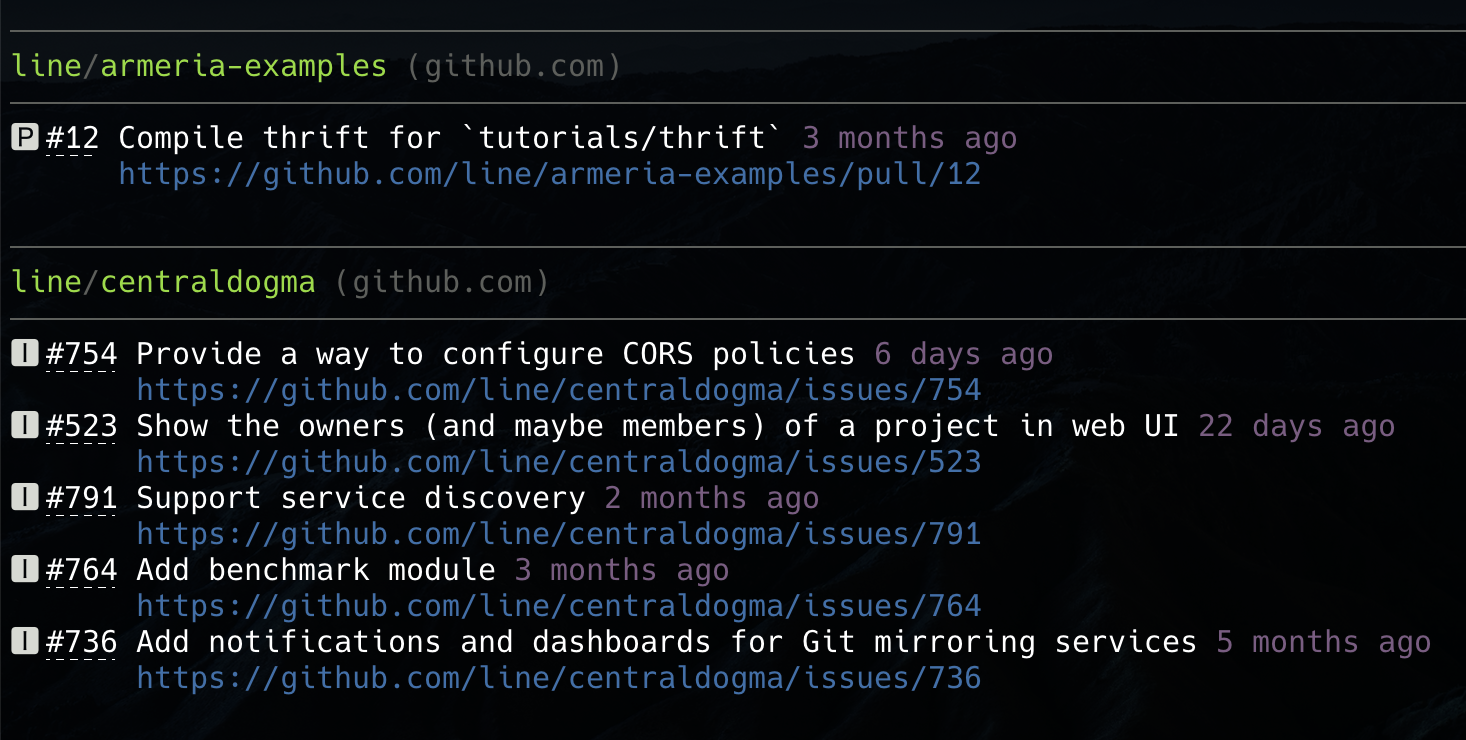 line/armeria-examples (github.com)
P #12 Compile thrift for `tutorials/thrift` 3 months ago
https://github.com/line/armeria-examples/pull/12
line/centraldogma (github.com)
I #754 Provide a way to configure CORS policies 6 days ago
https://github.com/line/centraldogma/issues/754
I #523 Show the owners (and maybe members) of a project in web UI 22 days ago
https://github.com/line/centraldogma/issues/523
I #791 Support service discovery 2 months ago
https://github.com/line/centraldogma/issues/791
I #764 Add benchmark module 3 months ago
https://github.com/line/centraldogma/issues/764
I #736 Add notifications and dashboards for Git mirroring services 5 months ago
https://github.com/line/centraldogma/issues/736